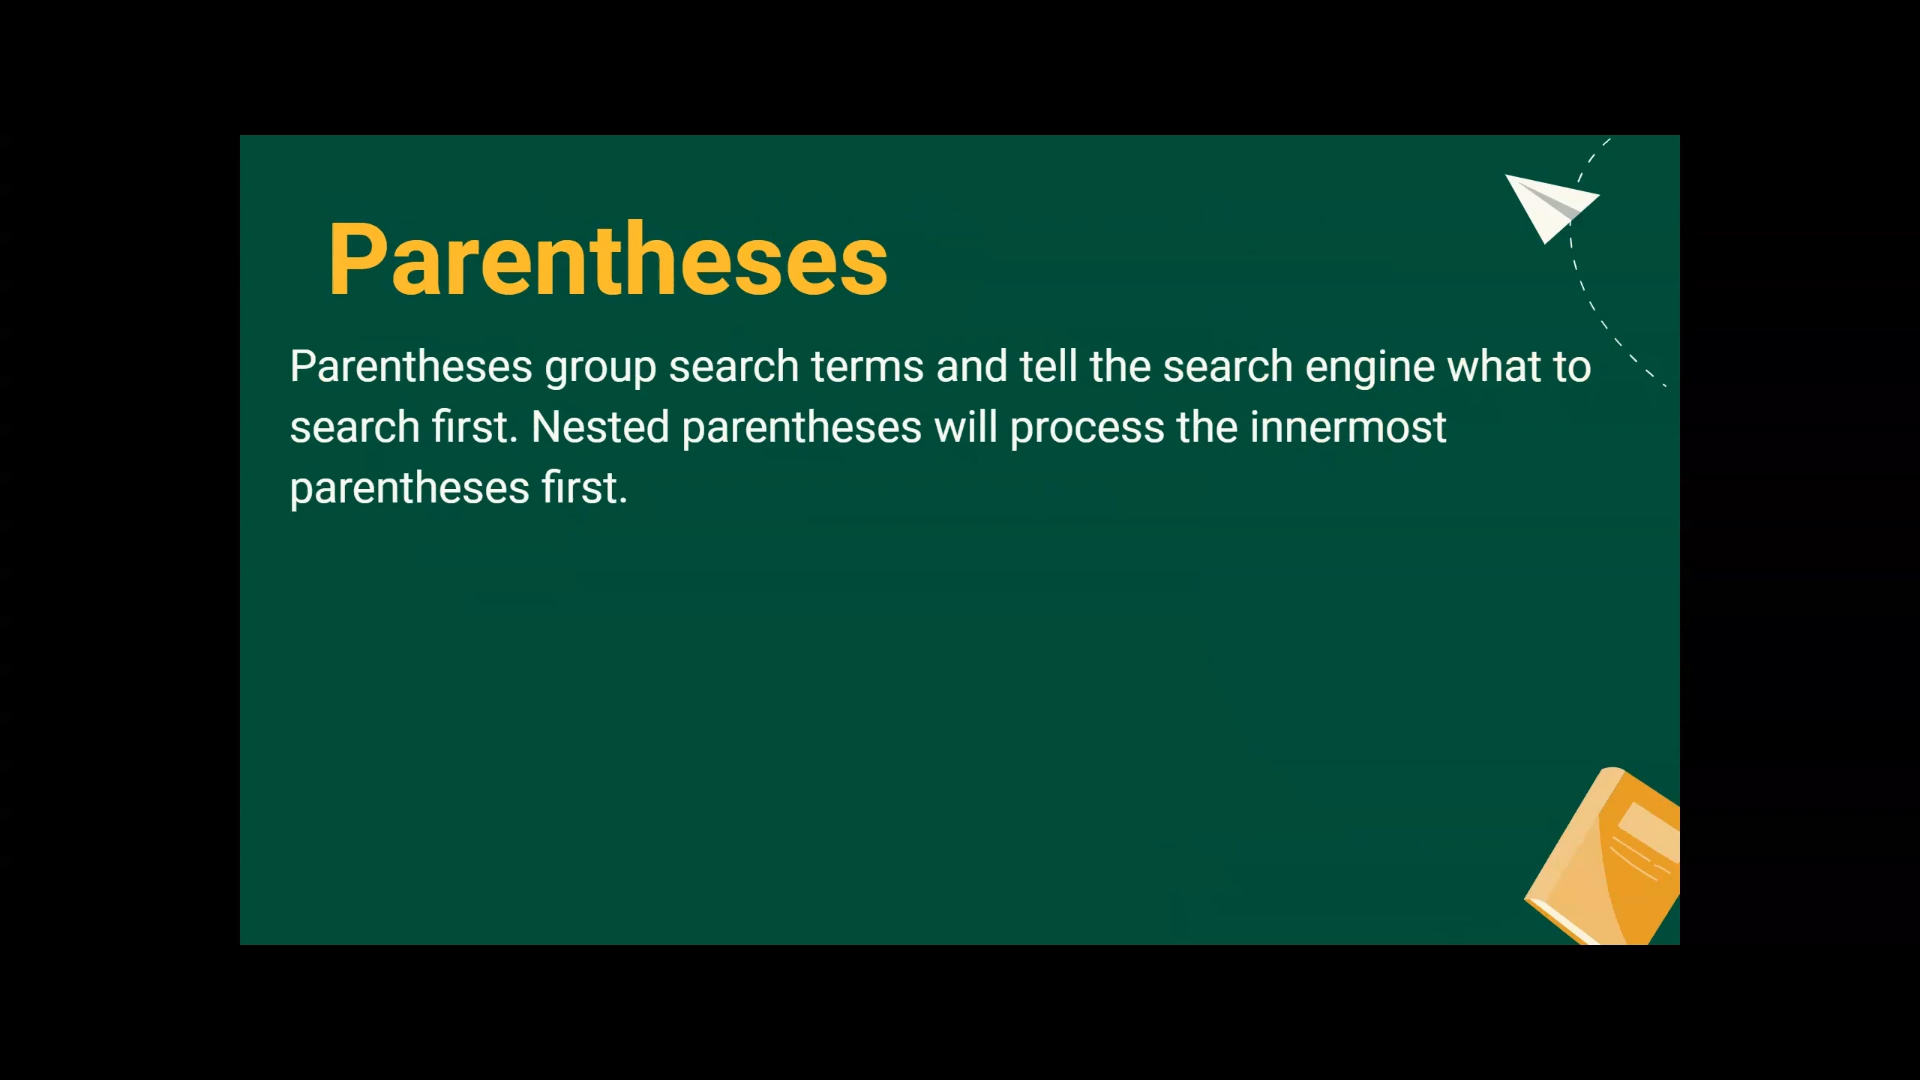 Parentheses
Parentheses group search terms and tell the search engine what to
search first. Nested parentheses will process the innermost
parentheses first.